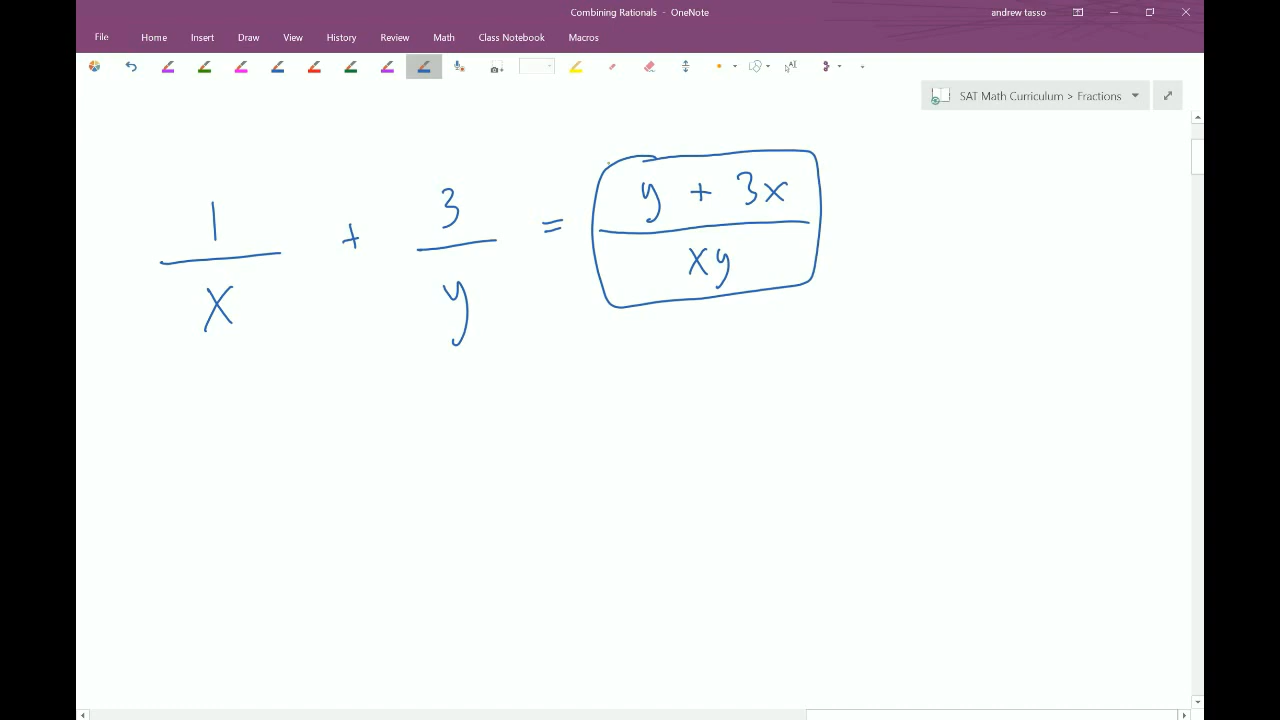 Combining Rationals - OneNote
andrew tasso
File Home Insert Draw View History Review Math Class Notebook Macros
SAT Math Curriculum > Fractions
1/x + 3/y = (y + 3x)/(xy)